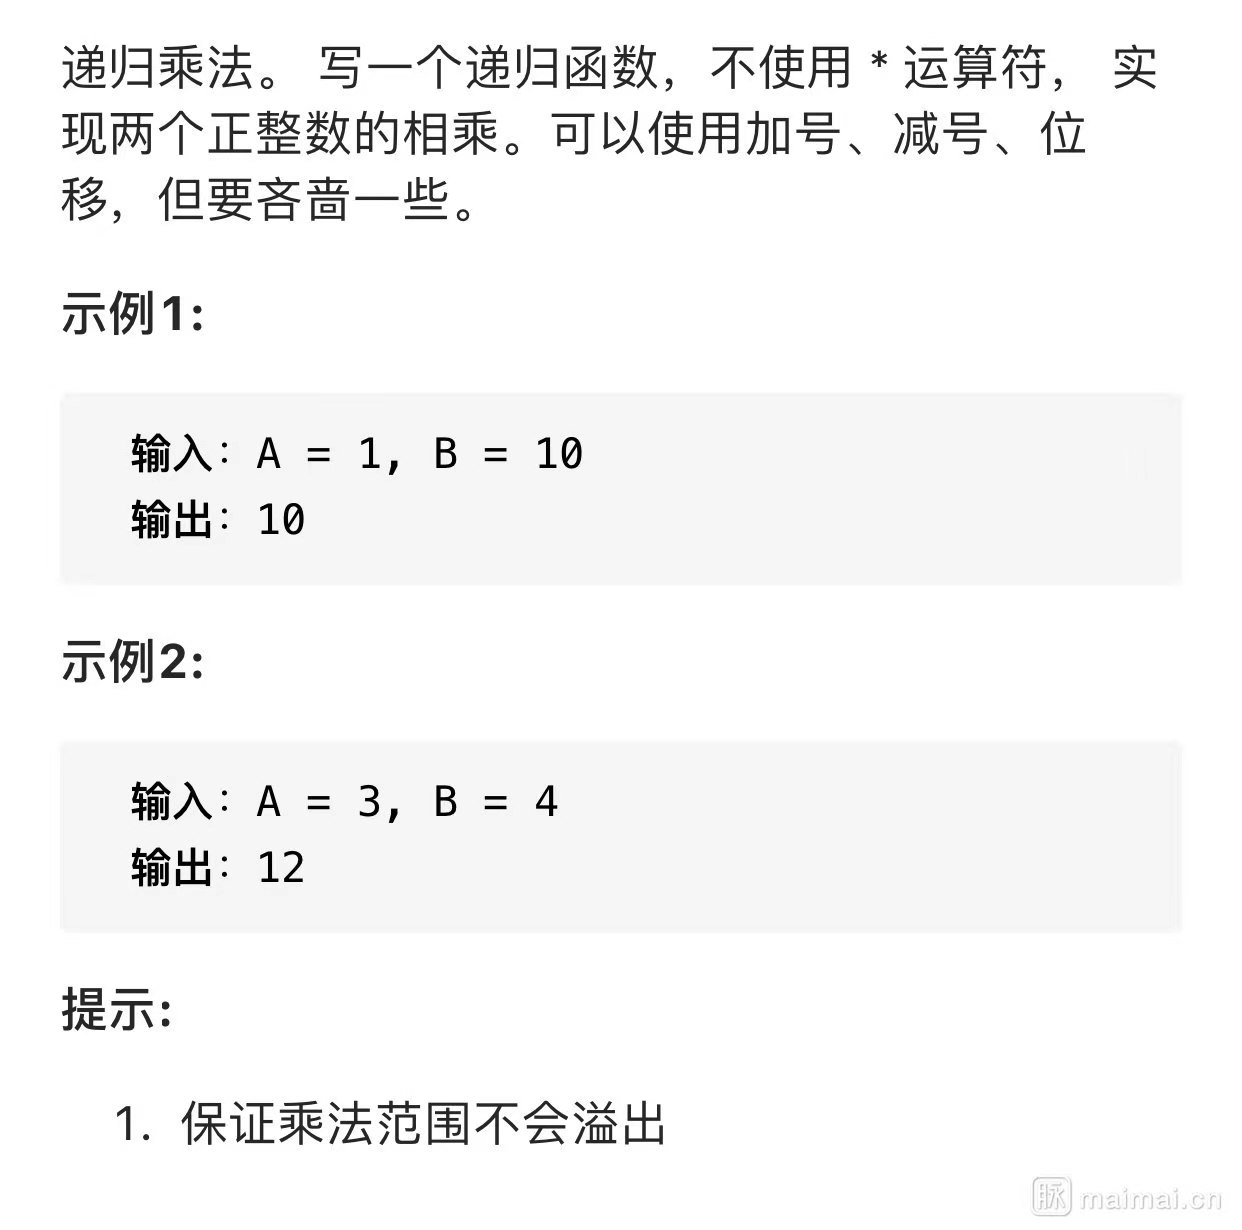 递归乘法。 写一个递归函数，不使用 * 运算符， 实
现两个正整数的相乘。可以使用加号、减号、位
移，但要吝啬一些。
示例1:
输入：A = 1, B = 10
输出：10
示例2:
输入：A = 3, B = 4
输出：12
提示:
1. 保证乘法范围不会溢出
脉 maimai.cn